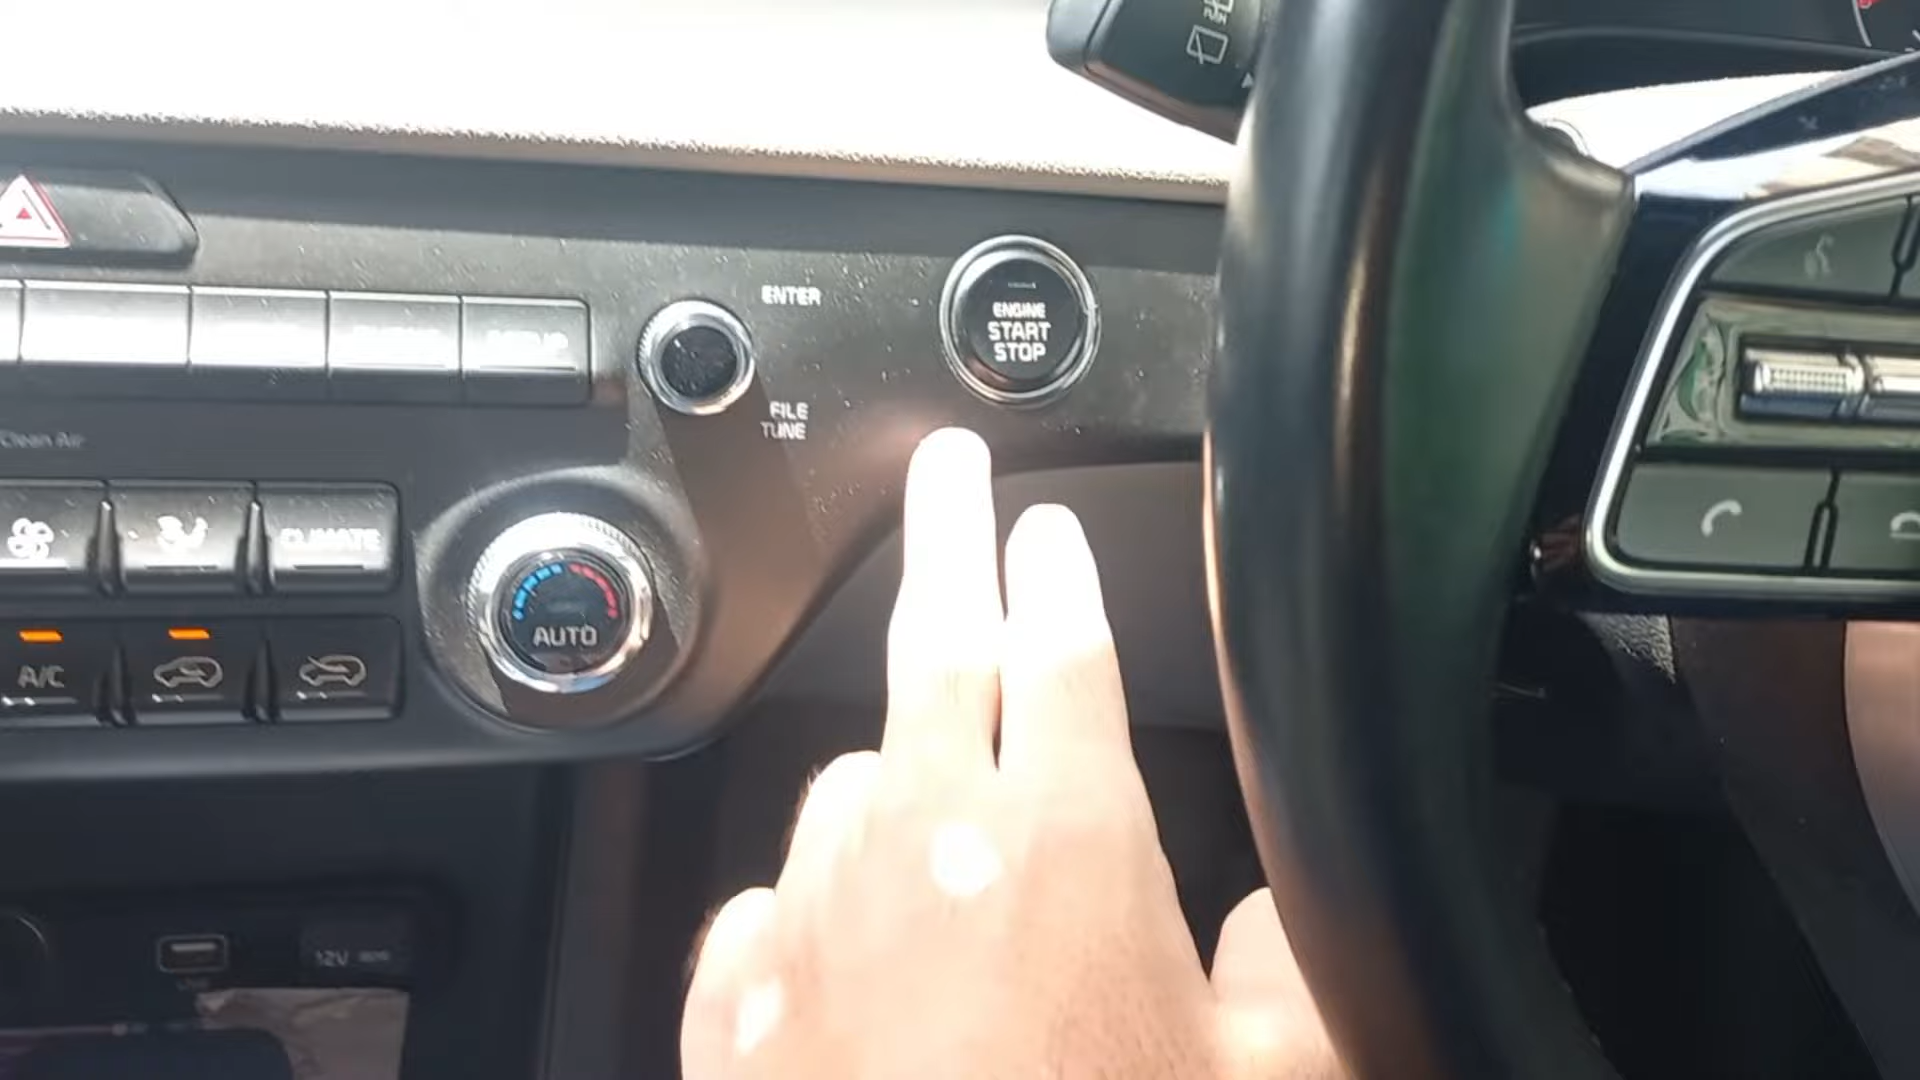 ENTER
ENGINE
START
STOP
FILE
TUNE
Clean Air
CLIMATE
AUTO
A/C
12V